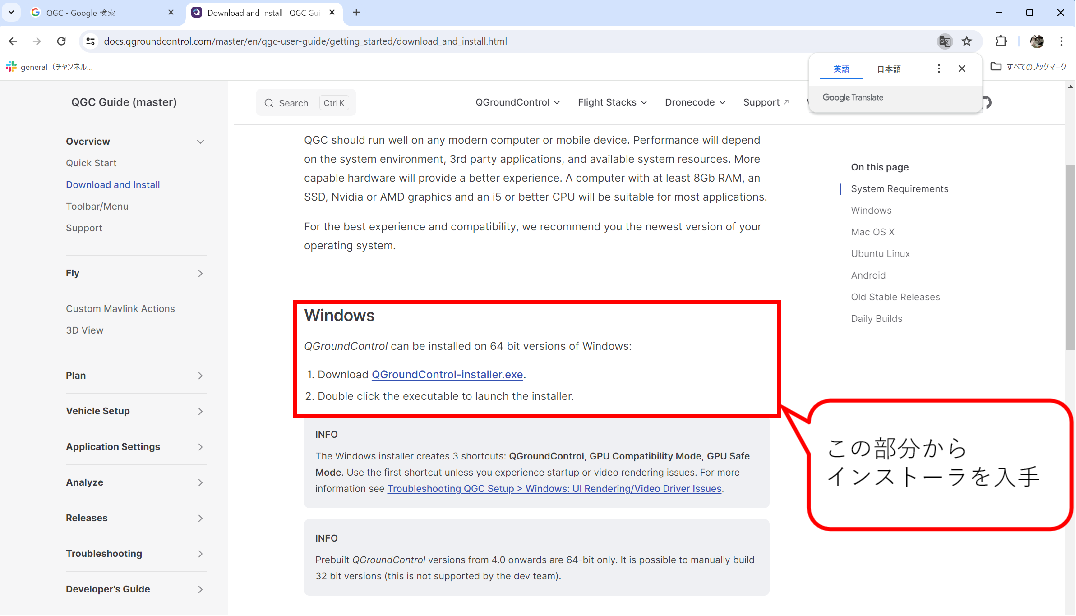 QGC - Google 検索
Download and Install | QGC Gui
docs.qgroundcontrol.com/master/en/qgc-user-guide/getting_started/download_and_install.html
general (チャンネル...
すべてのブックマーク
英語 日本語
Google Translate
QGC Guide (master)
Search Ctrl K
QGroundControl Flight Stacks Dronecode Support
Overview
Quick Start
Download and Install
Toolbar/Menu
Support
Fly
Custom Mavlink Actions
3D View
Plan
Vehicle Setup
Application Settings
Analyze
Releases
Troubleshooting
Developer's Guide
QGC should run well on any modern computer or mobile device. Performance will depend
on the system environment, 3rd party applications, and available system resources. More
capable hardware will provide a better experience. A computer with at least 8Gb RAM, an
SSD, Nvidia or AMD graphics and an i5 or better CPU will be suitable for most applications.
For the best experience and compatibility, we recommend you the newest version of your
operating system.
Windows
QGroundControl can be installed on 64 bit versions of Windows:
1. Download QGroundControl-installer.exe.
2. Double click the executable to launch the installer.
INFO
The Windows installer creates 3 shortcuts: QGroundControl, GPU Compatibility Mode, GPU Safe
Mode. Use the first shortcut unless you experience startup or video rendering issues. For more
information see Troubleshooting QGC Setup > Windows: UI Rendering/Video Driver Issues.
INFO
Prebuilt QGroundControl versions from 4.0 onwards are 64-bit only. It is possible to manually build
32 bit versions (this is not supported by the dev team).
On this page
System Requirements
Windows
Mac OS X
Ubuntu Linux
Android
Old Stable Releases
Daily Builds
この部分から
インストーラを入手